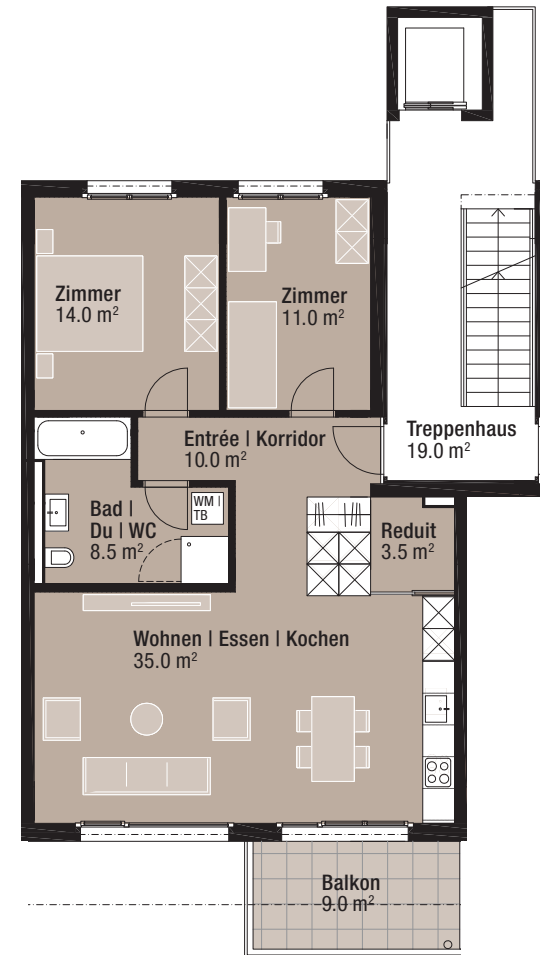 Zimmer
14.0 m²
Zimmer
11.0 m²
Entrée | Korridor
10.0 m²
Treppenhaus
19.0 m²
Bad |
Du | WC
8.5 m²
WM |
TB
Reduit
3.5 m²
Wohnen | Essen | Kochen
35.0 m²
Balkon
9.0 m²